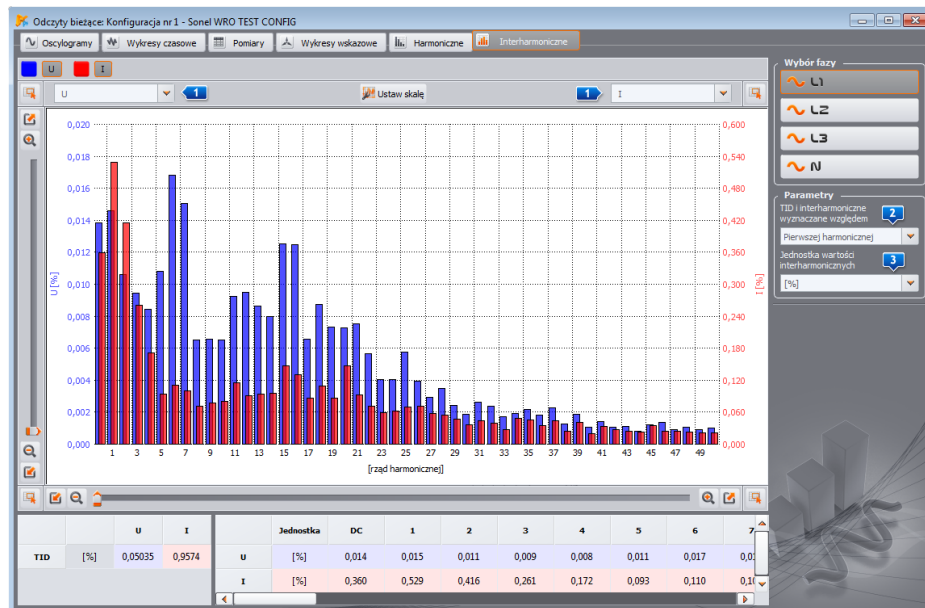 Odczyty bieżące: Konfiguracja nr 1 - Sonel WRO TEST CONFIG
Oscylogramy Wykresy czasowe Pomiary Wykresy wskazowe Harmoniczne Interharmoniczne
U I
U 1 Ustaw skalę 1 I
Wybór fazy
L1
L2
L3
N
Parametry
TID i interharmoniczne
wyznaczane względem 2
Pierwszej harmonicznej
Jednostka wartości
interharmonicznych 3
[%]
0,020 0,600
0,018 0,540
0,016 0,480
0,014 0,420
0,012 0,360
U [%] 0,010 0,300 I [%]
0,008 0,240
0,006 0,180
0,004 0,120
0,002 0,060
0,000 0,000
1 3 5 7 9 11 13 15 17 19 21 23 25 27 29 31 33 35 37 39 41 43 45 47 49
[rząd harmonicznej]
U I
TID [%] 0,05035 0,9574
Jednostka DC 1 2 3 4 5 6 7
U [%] 0,014 0,015 0,011 0,009 0,008 0,011 0,017
I [%] 0,360 0,529 0,416 0,261 0,172 0,093 0,110